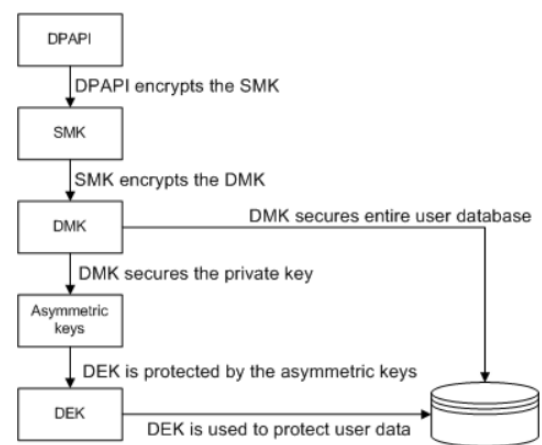 DPAPI
DPAPI encrypts the SMK
SMK
SMK encrypts the DMK
DMK secures entire user database
DMK
DMK secures the private key
Asymmetric
keys
DEK is protected by the asymmetric keys
DEK
DEK is used to protect user data